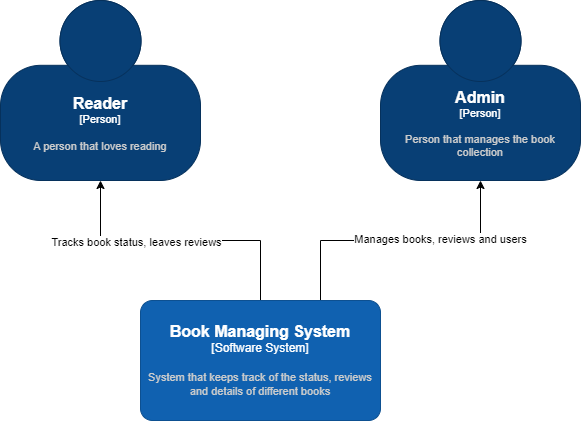 Reader
[Person]
A person that loves reading
Admin
[Person]
Person that manages the book
collection
Tracks book status, leaves reviews
Manages books, reviews and users
Book Managing System
[Software System]
System that keeps track of the status, reviews
and details of different books